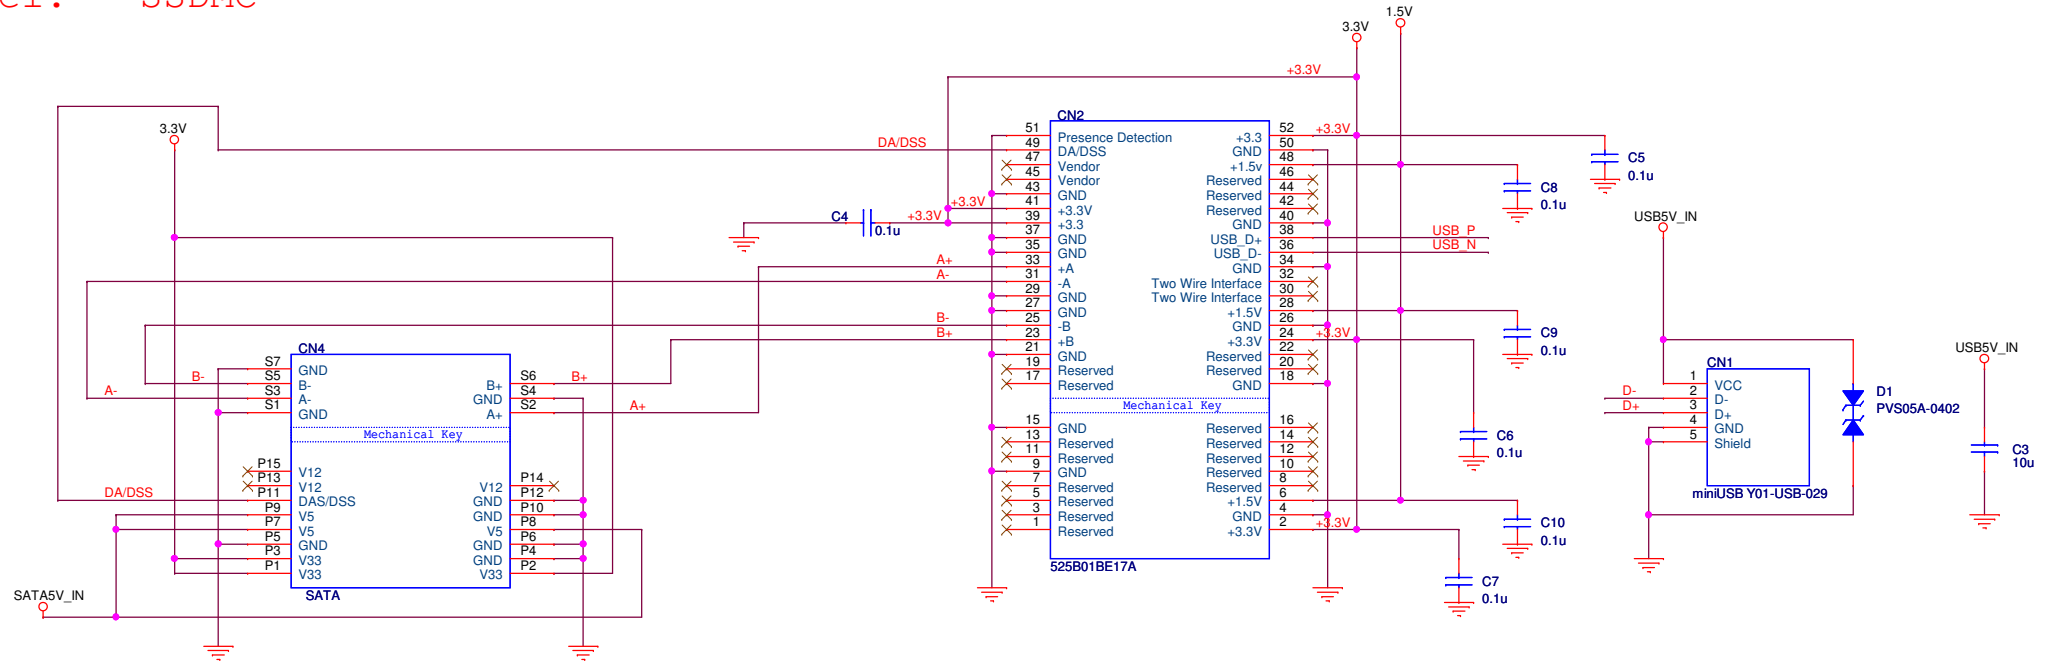 SSDMC
1.5V
3.3V
+3.3V
3.3V
DA/DSS
CN2
51 Presence Detection +3.3 52 +3.3V
49 DA/DSS GND 50
47 Vendor +1.5v 48
45 Vendor Reserved 46
43 GND Reserved 44
+3.3V 41 +3.3V Reserved 42
C4 0.1u +3.3V 39 +3.3 GND 40
37 GND USB_D+ 38 USB_P
35 GND USB_D- 36 USB_N
A+ 33 +A GND 34
A- 31 -A Two Wire Interface 32
29 GND Two Wire Interface 30
27 GND +1.5V 28
B- 25 -B GND 26
B+ 23 +B +3.3V 24 +3.3V
21 GND Reserved 22
19 Reserved Reserved 20
17 Reserved GND 18
Mechanical Key
15 GND Reserved 16
13 Reserved Reserved 14
11 Reserved Reserved 12
9 GND Reserved 10
7 Reserved Reserved 8
5 Reserved +1.5V 6
3 Reserved GND 4
1 Reserved +3.3V 2 +3.3V
525B01BE17A
C5
0.1u
C8
0.1u
C9
0.1u
C6
0.1u
C10
0.1u
C7
0.1u
CN4
S7 GND
B- S5 B- B+ S6 B+
A- S3 A- GND S4
S1 GND A+ S2 A+
Mechanical Key
P15 V12
P13 V12 V12 P14
DA/DSS P11 DAS/DSS GND P12
P9 V5 GND P10
P7 V5 V5 P8
P5 GND GND P6
P3 V33 GND P4
P1 V33 V33 P2
SATA
SATA5V_IN
USB5V_IN
CN1
1 VCC
D- 2 D-
D+ 3 D+
4 GND
5 Shield
miniUSB Y01-USB-029
D1
PVS05A-0402
USB5V_IN
C3
10u